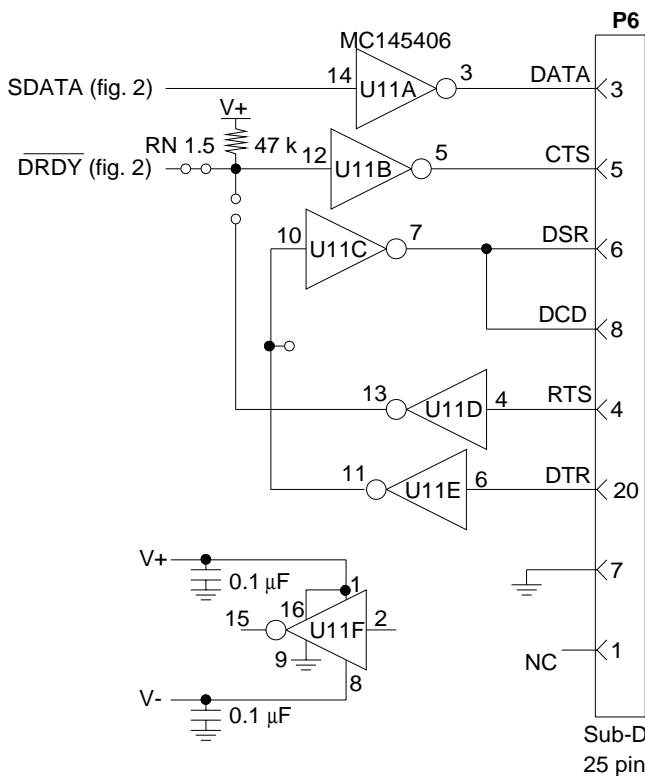 P6
MC145406
SDATA (fig. 2)
14
U11A
3
DATA
3
V+
RN 1.5
47 k
DRDY (fig. 2)
12
U11B
5
CTS
5
10
U11C
7
DSR
6
DCD
8
13
U11D
4
RTS
4
11
U11E
6
DTR
20
V+
0.1 μF
1
16
15
U11F
2
7
9
8
NC
1
V-
0.1 μF
Sub-D
25 pin